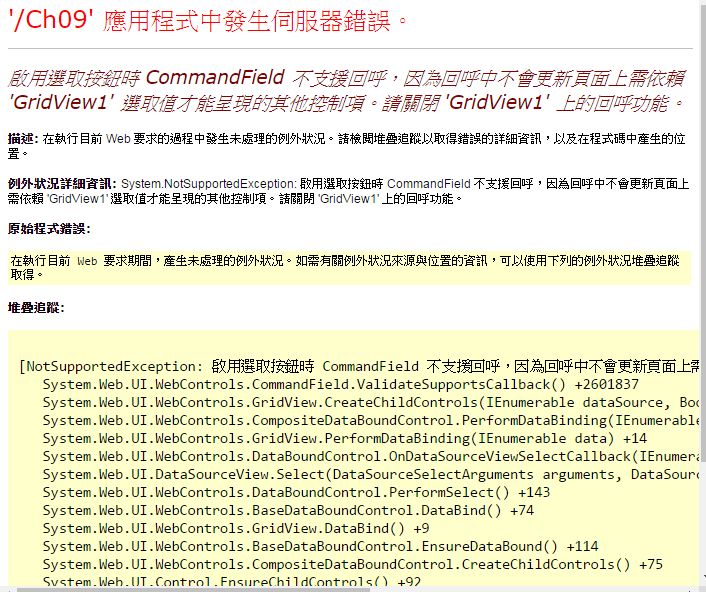 '/Ch09' 應用程式中發生伺服器錯誤。
啟用選取按鈕時 CommandField 不支援回呼，因為回呼中不會更新頁面上需依賴
'GridView1' 選取值才能呈現的其他控制項。請關閉 'GridView1' 上的回呼功能。
描述: 在執行目前 Web 要求的過程中發生未處理的例外狀況。請檢閱堆疊追蹤以取得錯誤的詳細資訊，以及在程式碼中產生的位
置。
例外狀況詳細資訊: System.NotSupportedException: 啟用選取按鈕時 CommandField 不支援回呼，因為回呼中不會更新頁面上
需依賴 'GridView1' 選取值才能呈現的其他控制項。請關閉 'GridView1' 上的回呼功能。
原始程式錯誤:
在執行目前 Web 要求期間，產生未處理的例外狀況。如需有關例外狀況來源與位置的資訊，可以使用下列的例外狀況堆疊追蹤
取得。
堆疊追蹤:
[NotSupportedException: 啟用選取按鈕時 CommandField 不支援回呼，因為回呼中不會更新頁面上需
System.Web.UI.WebControls.CommandField.ValidateSupportsCallback() +2601837
System.Web.UI.WebControls.GridView.CreateChildControls(IEnumerable dataSource, Boo
System.Web.UI.WebControls.CompositeDataBoundControl.PerformDataBinding(IEnumerable
System.Web.UI.WebControls.GridView.PerformDataBinding(IEnumerable data) +14
System.Web.UI.WebControls.DataBoundControl.OnDataSourceViewSelectCallback(IEnumera
System.Web.UI.DataSourceView.Select(DataSourceSelectArguments arguments, DataSourc
System.Web.UI.WebControls.DataBoundControl.PerformSelect() +143
System.Web.UI.WebControls.BaseDataBoundControl.DataBind() +74
System.Web.UI.WebControls.GridView.DataBind() +9
System.Web.UI.WebControls.BaseDataBoundControl.EnsureDataBound() +114
System.Web.UI.WebControls.CompositeDataBoundControl.CreateChildControls() +75
System.Web.UI.Control.EnsureChildControls() +92